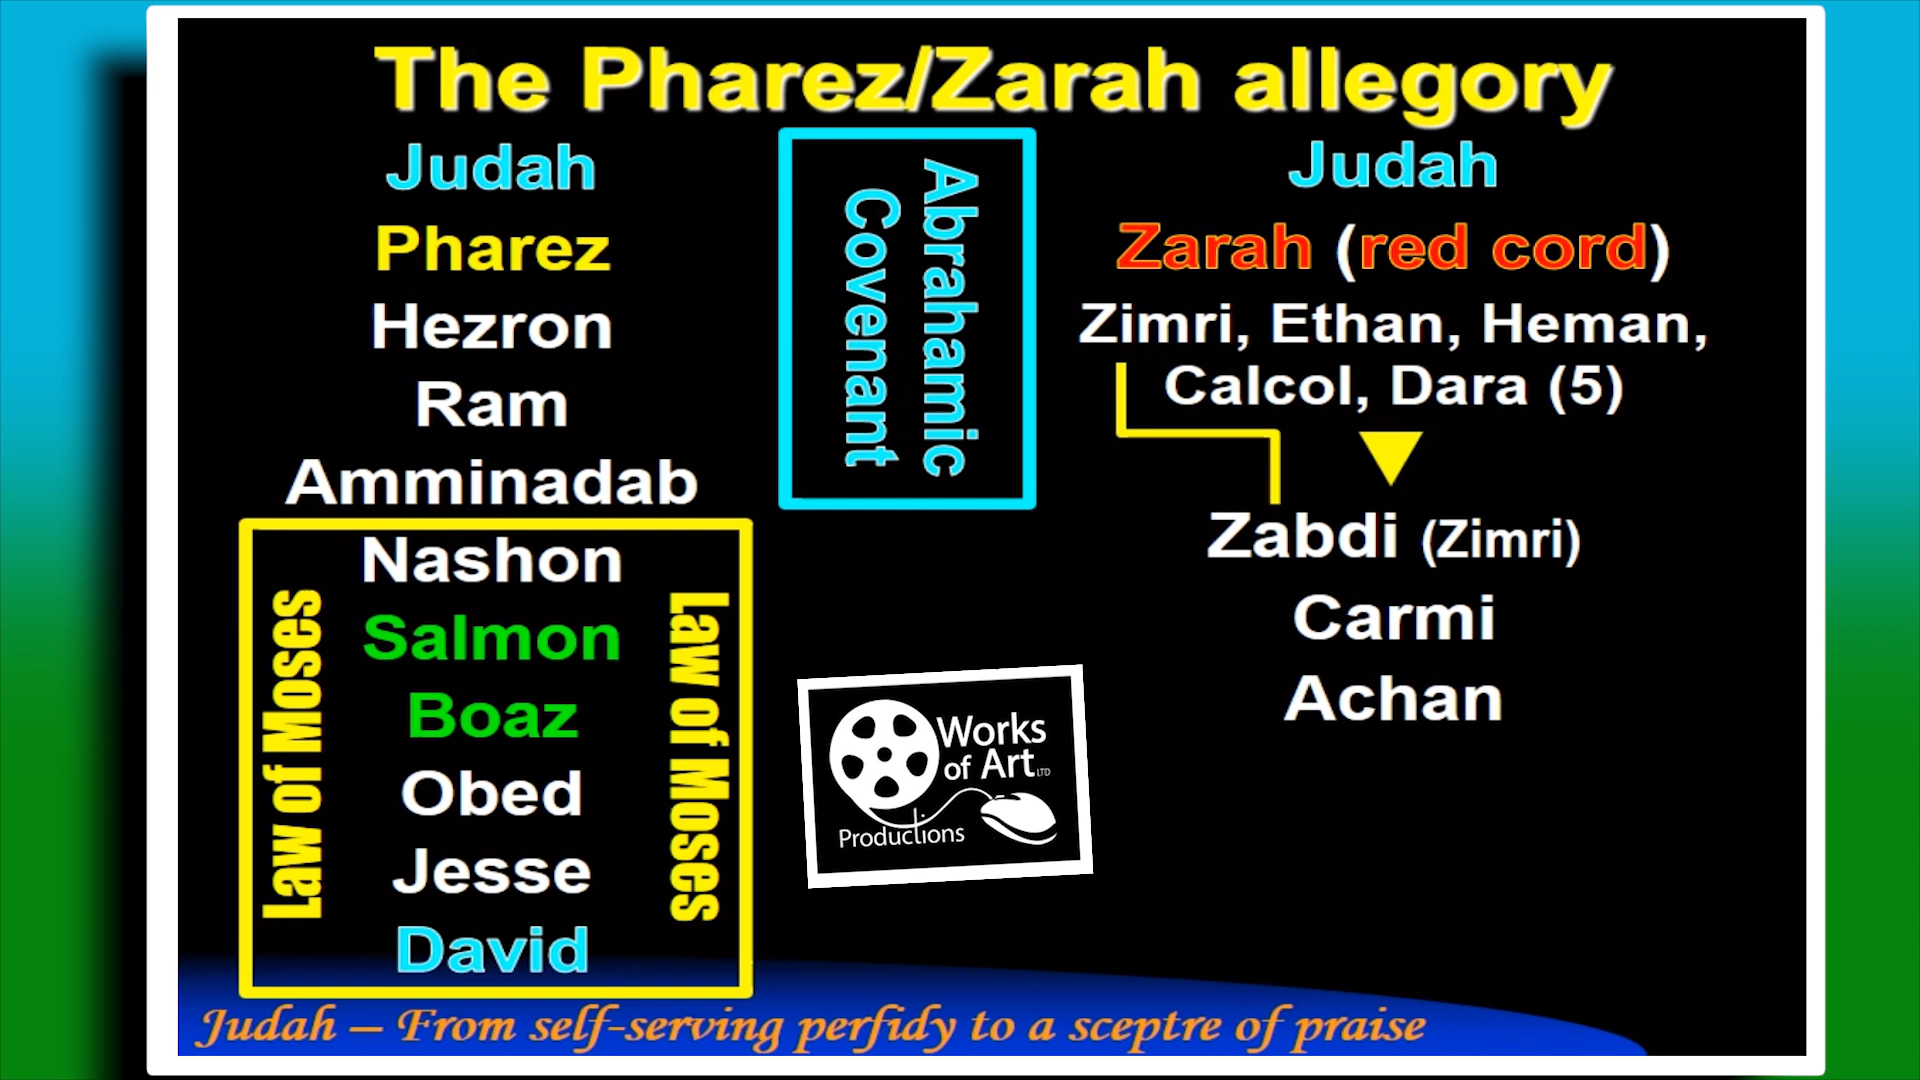 The Pharez/Zarah allegory
Judah
Pharez
Hezron
Ram
Amminadab
Nashon
Salmon
Boaz
Obed
Jesse
David
Law of Moses
Law of Moses
Abrahamic
Covenant
Judah
Zarah (red cord)
Zimri, Ethan, Heman,
Calcol, Dara (5)
Zabdi (Zimri)
Carmi
Achan
Works
of Art LTD
Productions
Judah – From self-serving perfidy to a sceptre of praise